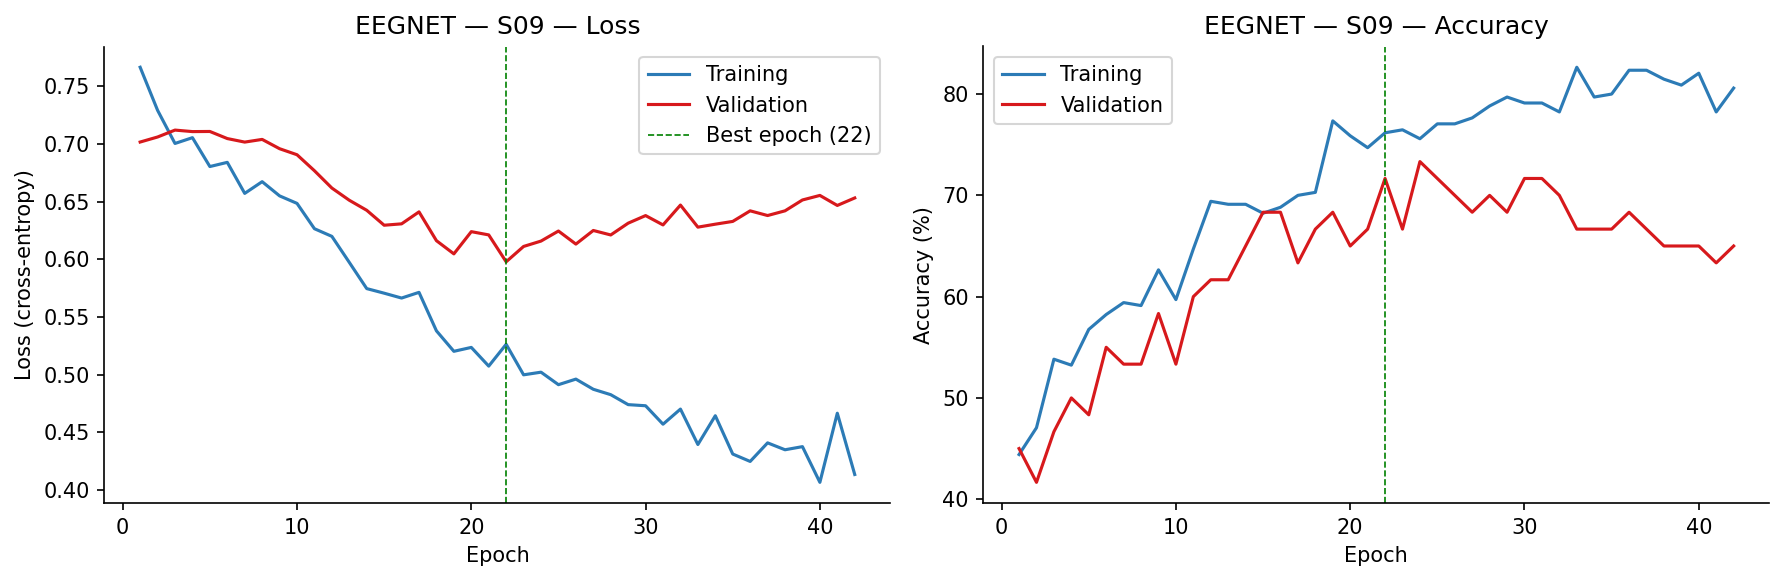 EEGNET — S09 — Loss
Training
Validation
Best epoch (22)
0.75
0.70
0.65
0.60
0.55
0.50
0.45
0.40
Loss (cross-entropy)
0
10
20
30
40
Epoch
EEGNET — S09 — Accuracy
Training
Validation
80
70
60
50
40
Accuracy (%)
0
10
20
30
40
Epoch